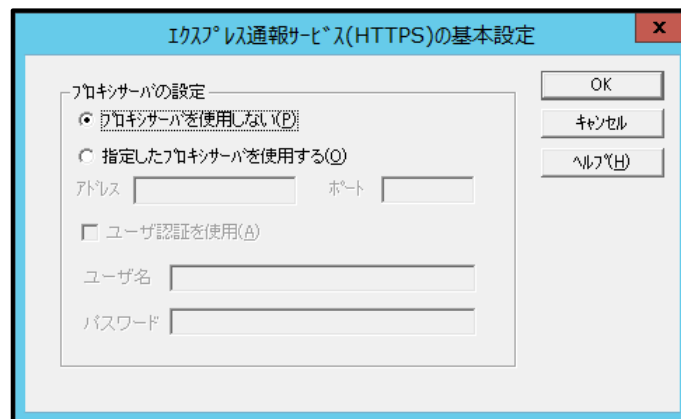 ｴｸｽﾌﾟﾚｽ通報ｻｰﾋﾞｽ(HTTPS)の基本設定
x
ﾌﾟﾛｷｼｻｰﾊﾞの設定
ﾌﾟﾛｷｼｻｰﾊﾞを使用しない(P)
指定したﾌﾟﾛｷｼｻｰﾊﾞを使用する(O)
ｱﾄﾞﾚｽ ﾎﾟｰﾄ
ユーザ認証を使用(A)
ユーザ名
パスワード
OK
ｷｬﾝｾﾙ
ﾍﾙﾌﾟ(H)